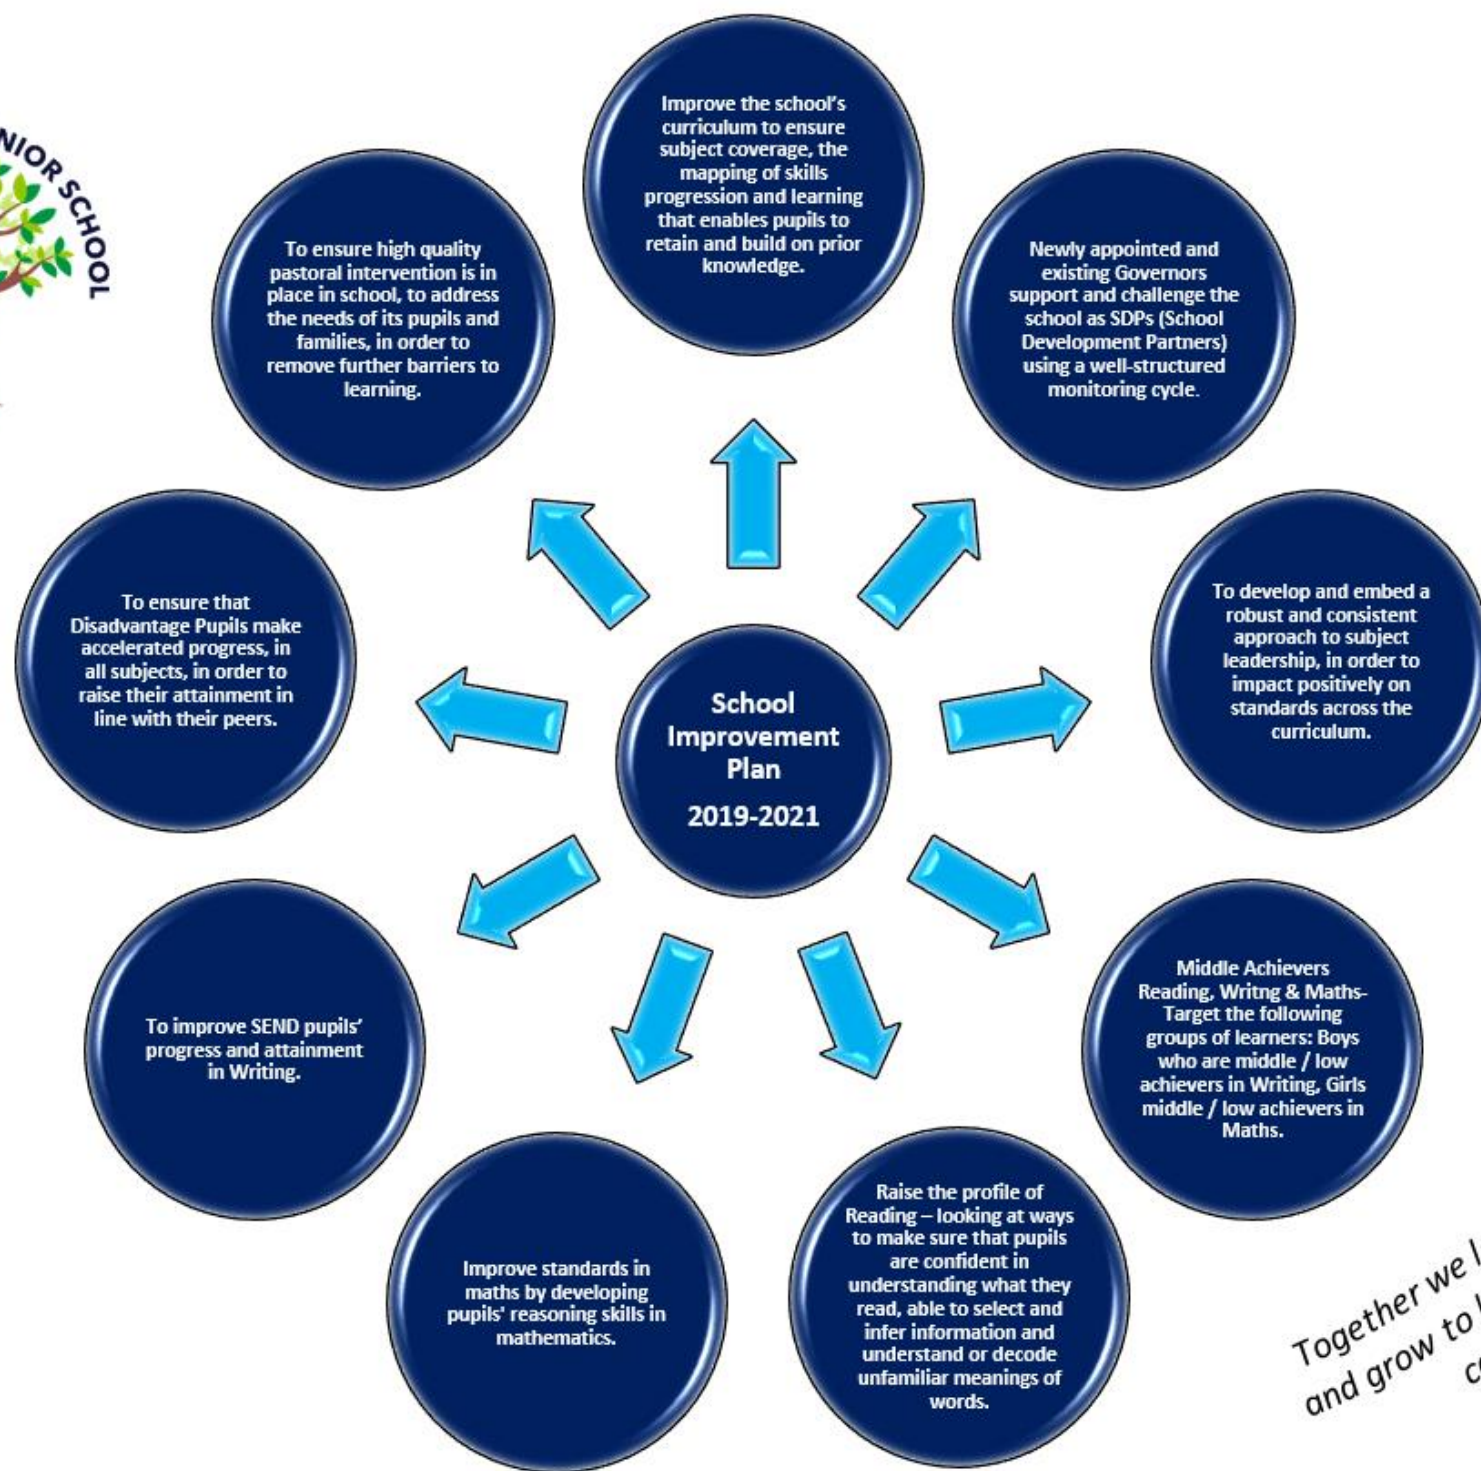 NIOR SCHOOL
Improve the school's
curriculum to ensure
subject coverage, the
mapping of skills
progression and learning
that enables pupils to
retain and build on prior
knowledge.
Newly appointed and
existing Governors
support and challenge the
school as SDPs (School
Development Partners)
using a well-structured
monitoring cycle.
To develop and embed a
robust and consistent
approach to subject
leadership, in order to
impact positively on
standards across the
curriculum.
Middle Achievers
Reading, Writng & Maths-
Target the following
groups of learners: Boys
who are middle / low
achievers in Writing, Girls
middle / low achievers in
Maths.
Raise the profile of
Reading – looking at ways
to make sure that pupils
are confident in
understanding what they
read, able to select and
infer information and
understand or decode
unfamiliar meanings of
words.
Improve standards in
maths by developing
pupils' reasoning skills in
mathematics.
To improve SEND pupils'
progress and attainment
in Writing.
To ensure that
Disadvantage Pupils make
accelerated progress, in
all subjects, in order to
raise their attainment in
line with their peers.
To ensure high quality
pastoral intervention is in
place in school, to address
the needs of its pupils and
families, in order to
remove further barriers to
learning.
School
Improvement
Plan
2019-2021
Together we
and grow to